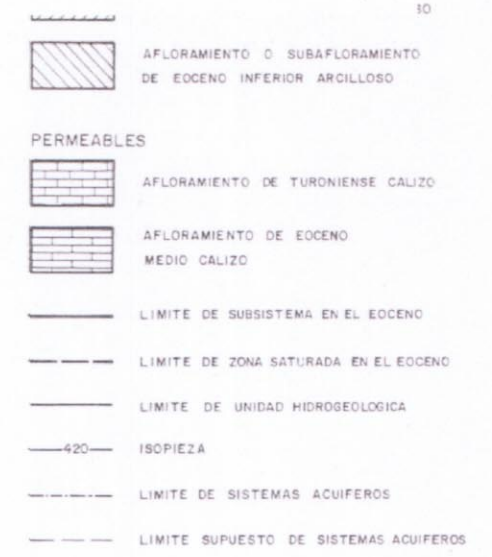 30
AFLORAMIENTO O SUBAFLORAMIENTO
DE EOCENO INFERIOR ARCILLOSO
PERMEABLES
AFLORAMIENTO DE TURONIENSE CALIZO
AFLORAMIENTO DE EOCENO
MEDIO CALIZO
LIMITE DE SUBSISTEMA EN EL EOCENO
LIMITE DE ZONA SATURADA EN EL EOCENO
LIMITE DE UNIDAD HIDROGEOLOGICA
420 ISOPIEZA
LIMITE DE SISTEMAS ACUIFEROS
LIMITE SUPUESTO DE SISTEMAS ACUIFEROS